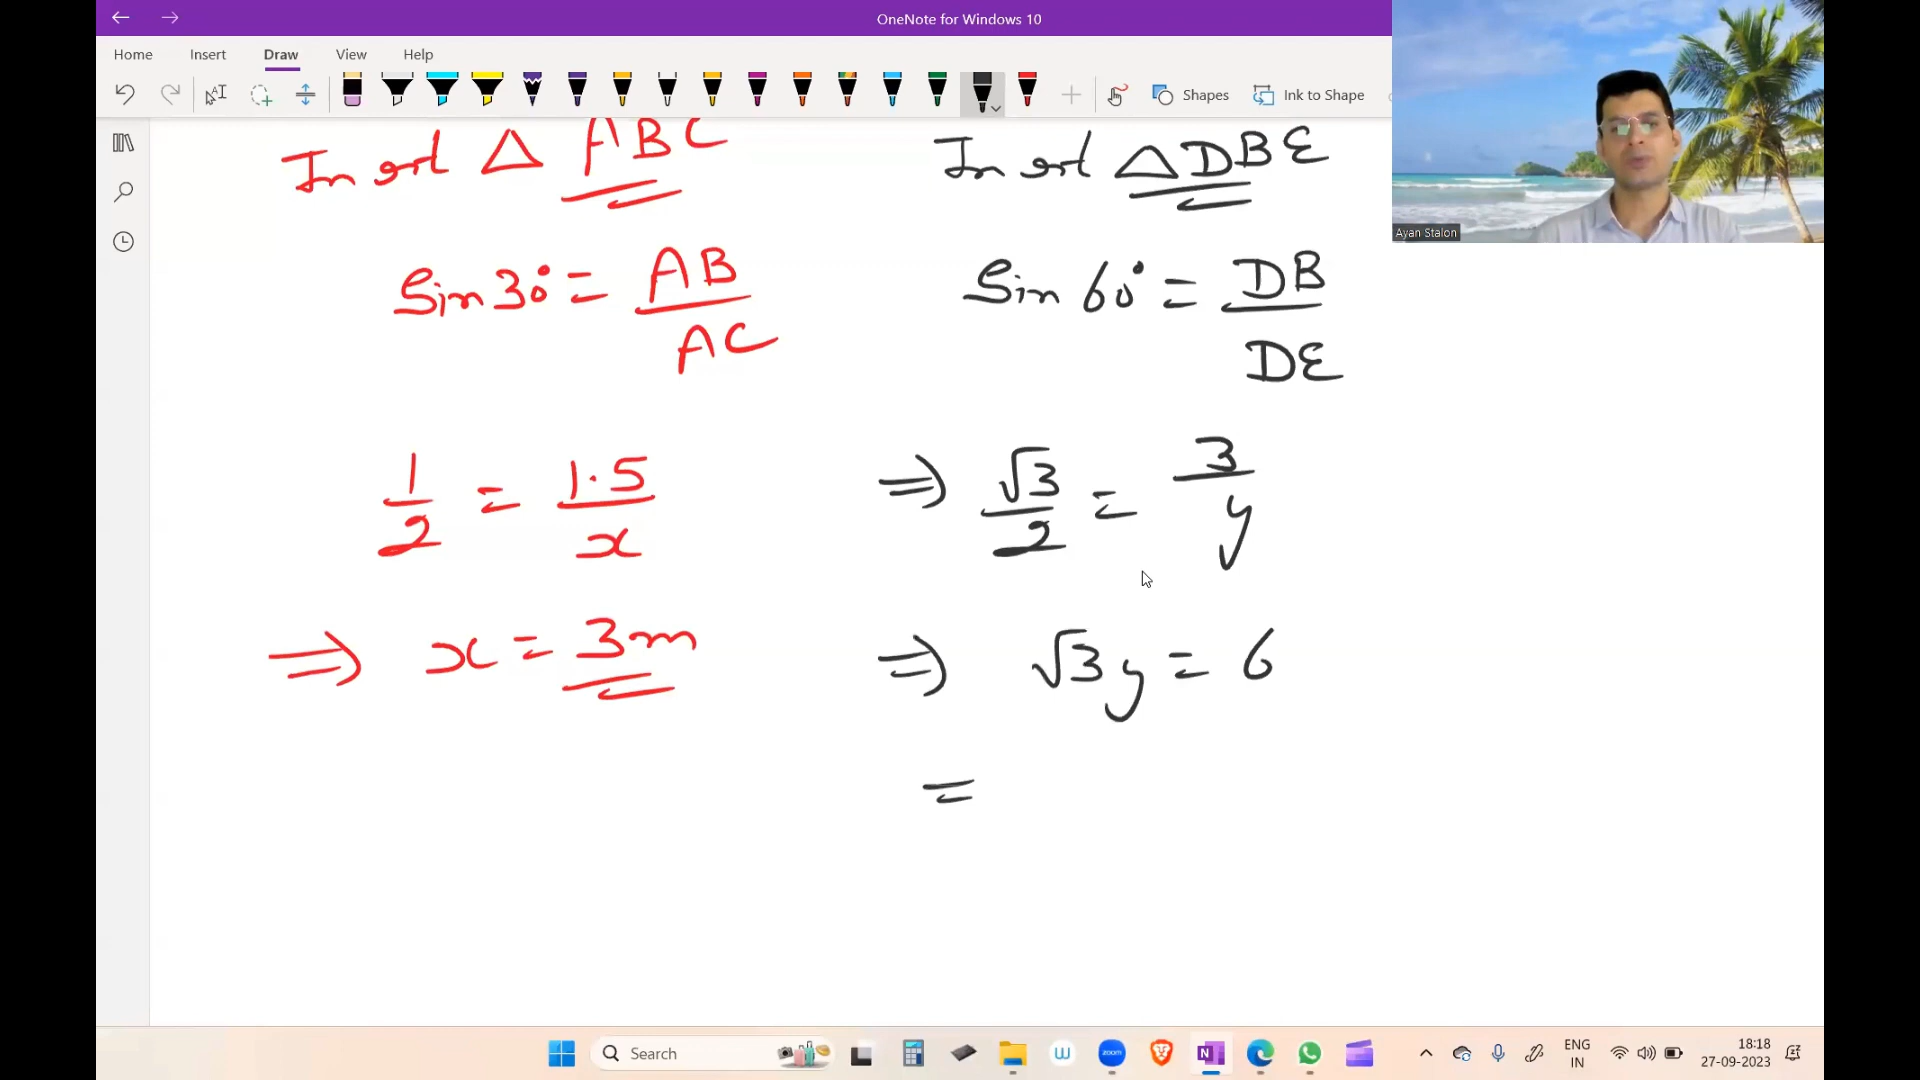 OneNote for Windows 10
Home Insert Draw View Help
Shapes Ink to Shape
Ayan Stalon
In rt △ ABC
Sin 30° = AB / AC
1/2 = 1.5/x
⇒ x = 3m
In rt △DBE
Sin 60° = DB / DE
⇒ √3/2 = 3/y
⇒ √3y = 6
=
Search
zoom
ENG
IN
18:18
27-09-2023